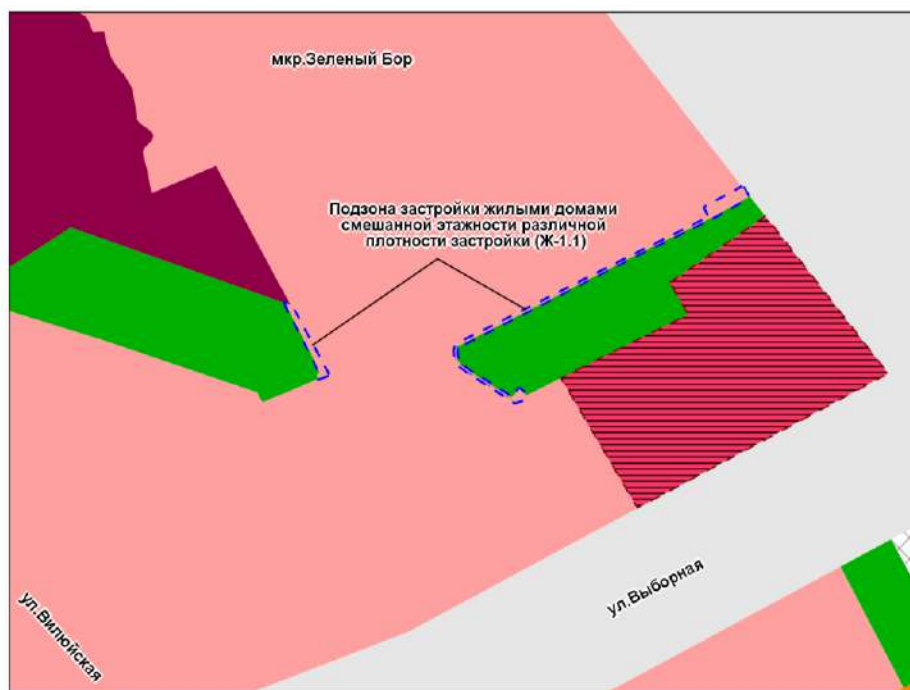 мкр.Зеленый Бор
Подзона застройки жилыми домами
смешанной этажности различной
плотности застройки (Ж-1.1)
ул.Выборная
ул.Вилюйская